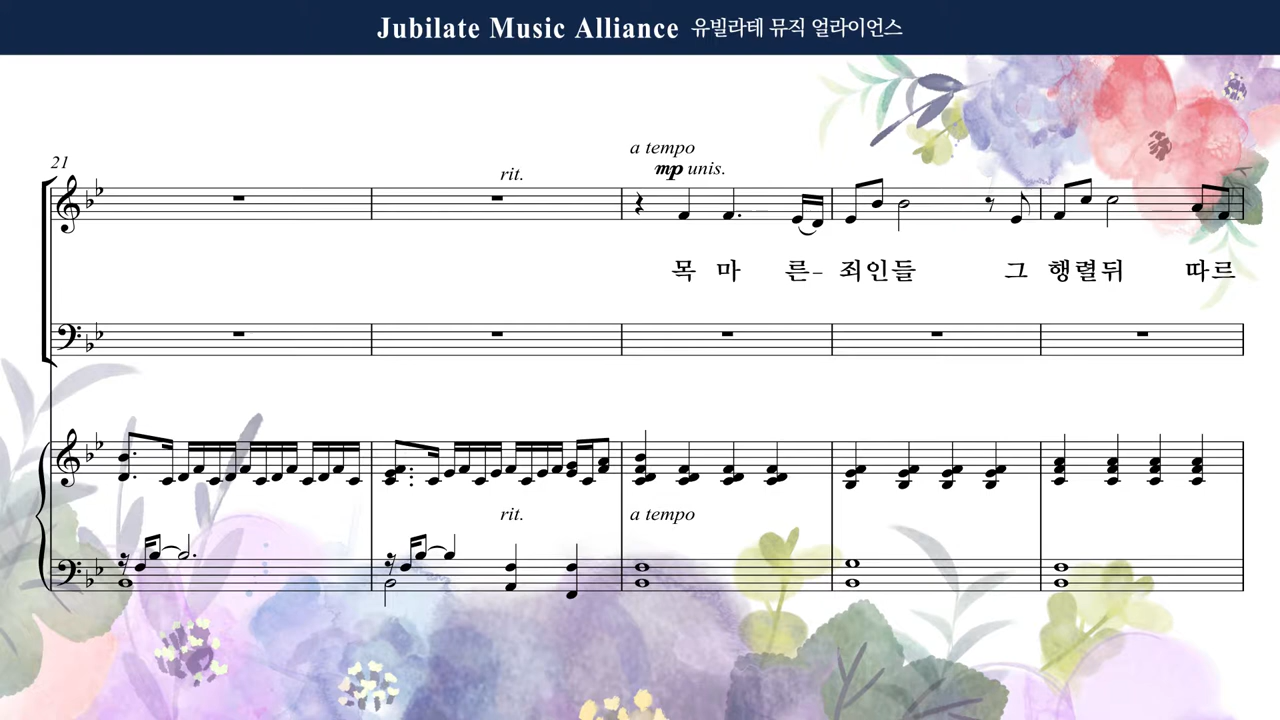 Jubilate Music Alliance 유빌라테 뮤직 얼라이언스
21
rit.
a tempo
mp unis.
목 마 른- 죄인들 그 행렬뒤 따르
rit.
a tempo